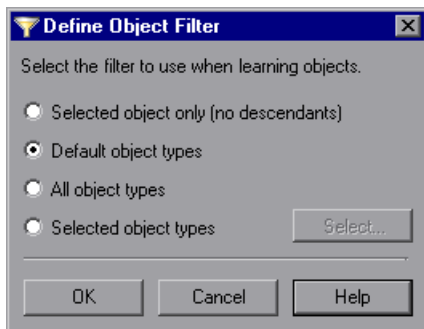 Define Object Filter
Select the filter to use when learning objects.
Selected object only (no descendants)
Default object types
All object types
Selected object types
Select...
OK Cancel Help